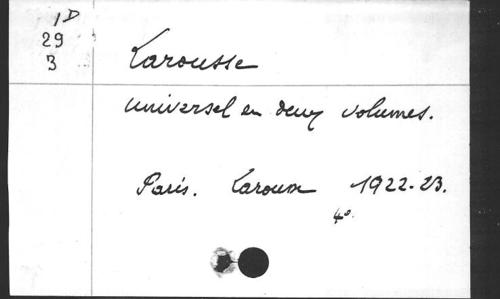 1D
29
3
Larousse
universel en deux volumes.
Paris. Larousse 1922-23.
4°.